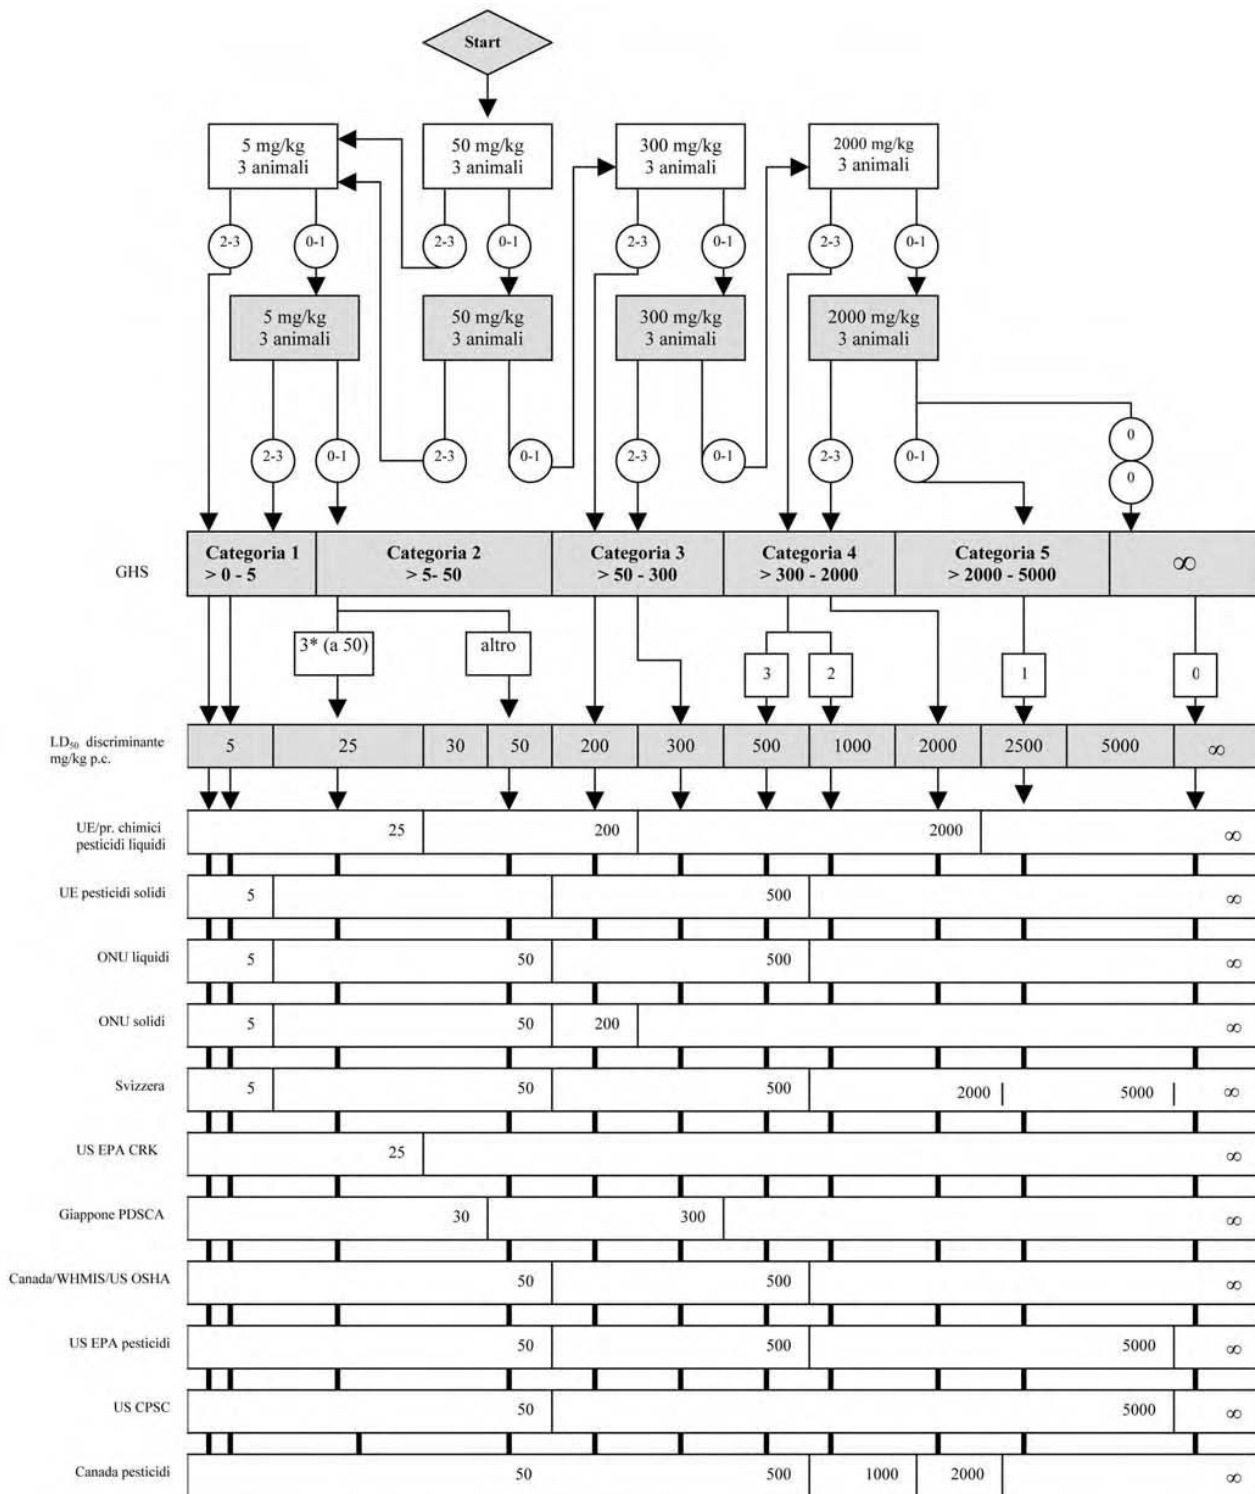 Start
5 mg/kg
3 animali
50 mg/kg
3 animali
300 mg/kg
3 animali
2000 mg/kg
3 animali
2-3
0-1
2-3
0-1
2-3
0-1
2-3
0-1
5 mg/kg
3 animali
50 mg/kg
3 animali
300 mg/kg
3 animali
2000 mg/kg
3 animali
2-3
0-1
2-3
0-1
2-3
0-1
2-3
0-1
0
0
GHS
Categoria 1
> 0 - 5
Categoria 2
> 5- 50
Categoria 3
> 50 - 300
Categoria 4
> 300 - 2000
Categoria 5
> 2000 - 5000
∞
3* (a 50)
altro
3
2
1
0
LD50 discriminante
mg/kg p.c.
5 25 30 50 200 300 500 1000 2000 2500 5000 ∞
UE/pr. chimici
pesticidi liquidi
25 200 2000 ∞
UE pesticidi solidi 5 500 ∞
ONU liquidi 5 50 500 ∞
ONU solidi 5 50 200 ∞
Svizzera 5 50 500 2000 5000 ∞
US EPA CRK 25 ∞
Giappone PDSCA 30 300 ∞
Canada/WHMIS/US OSHA 50 500 ∞
US EPA pesticidi 50 500 5000 ∞
US CPSC 50 5000 ∞
Canada pesticidi 50 500 1000 2000 ∞